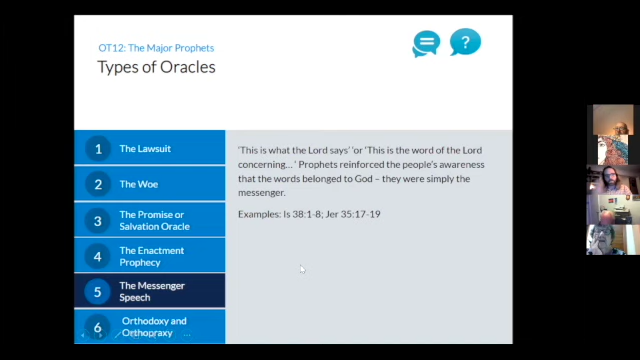 OT12: The Major Prophets
Types of Oracles
1 The Lawsuit
2 The Woe
3 The Promise or
Salvation Oracle
4 The Enactment
Prophecy
5 The Messenger
Speech
6 Orthodoxy and
Orthopraxy ...
'This is what the Lord says' 'or 'This is the word of the Lord
concerning... ' Prophets reinforced the people's awareness
that the words belonged to God – they were simply the
messenger.
Examples: Is 38:1-8; Jer 35:17-19
?